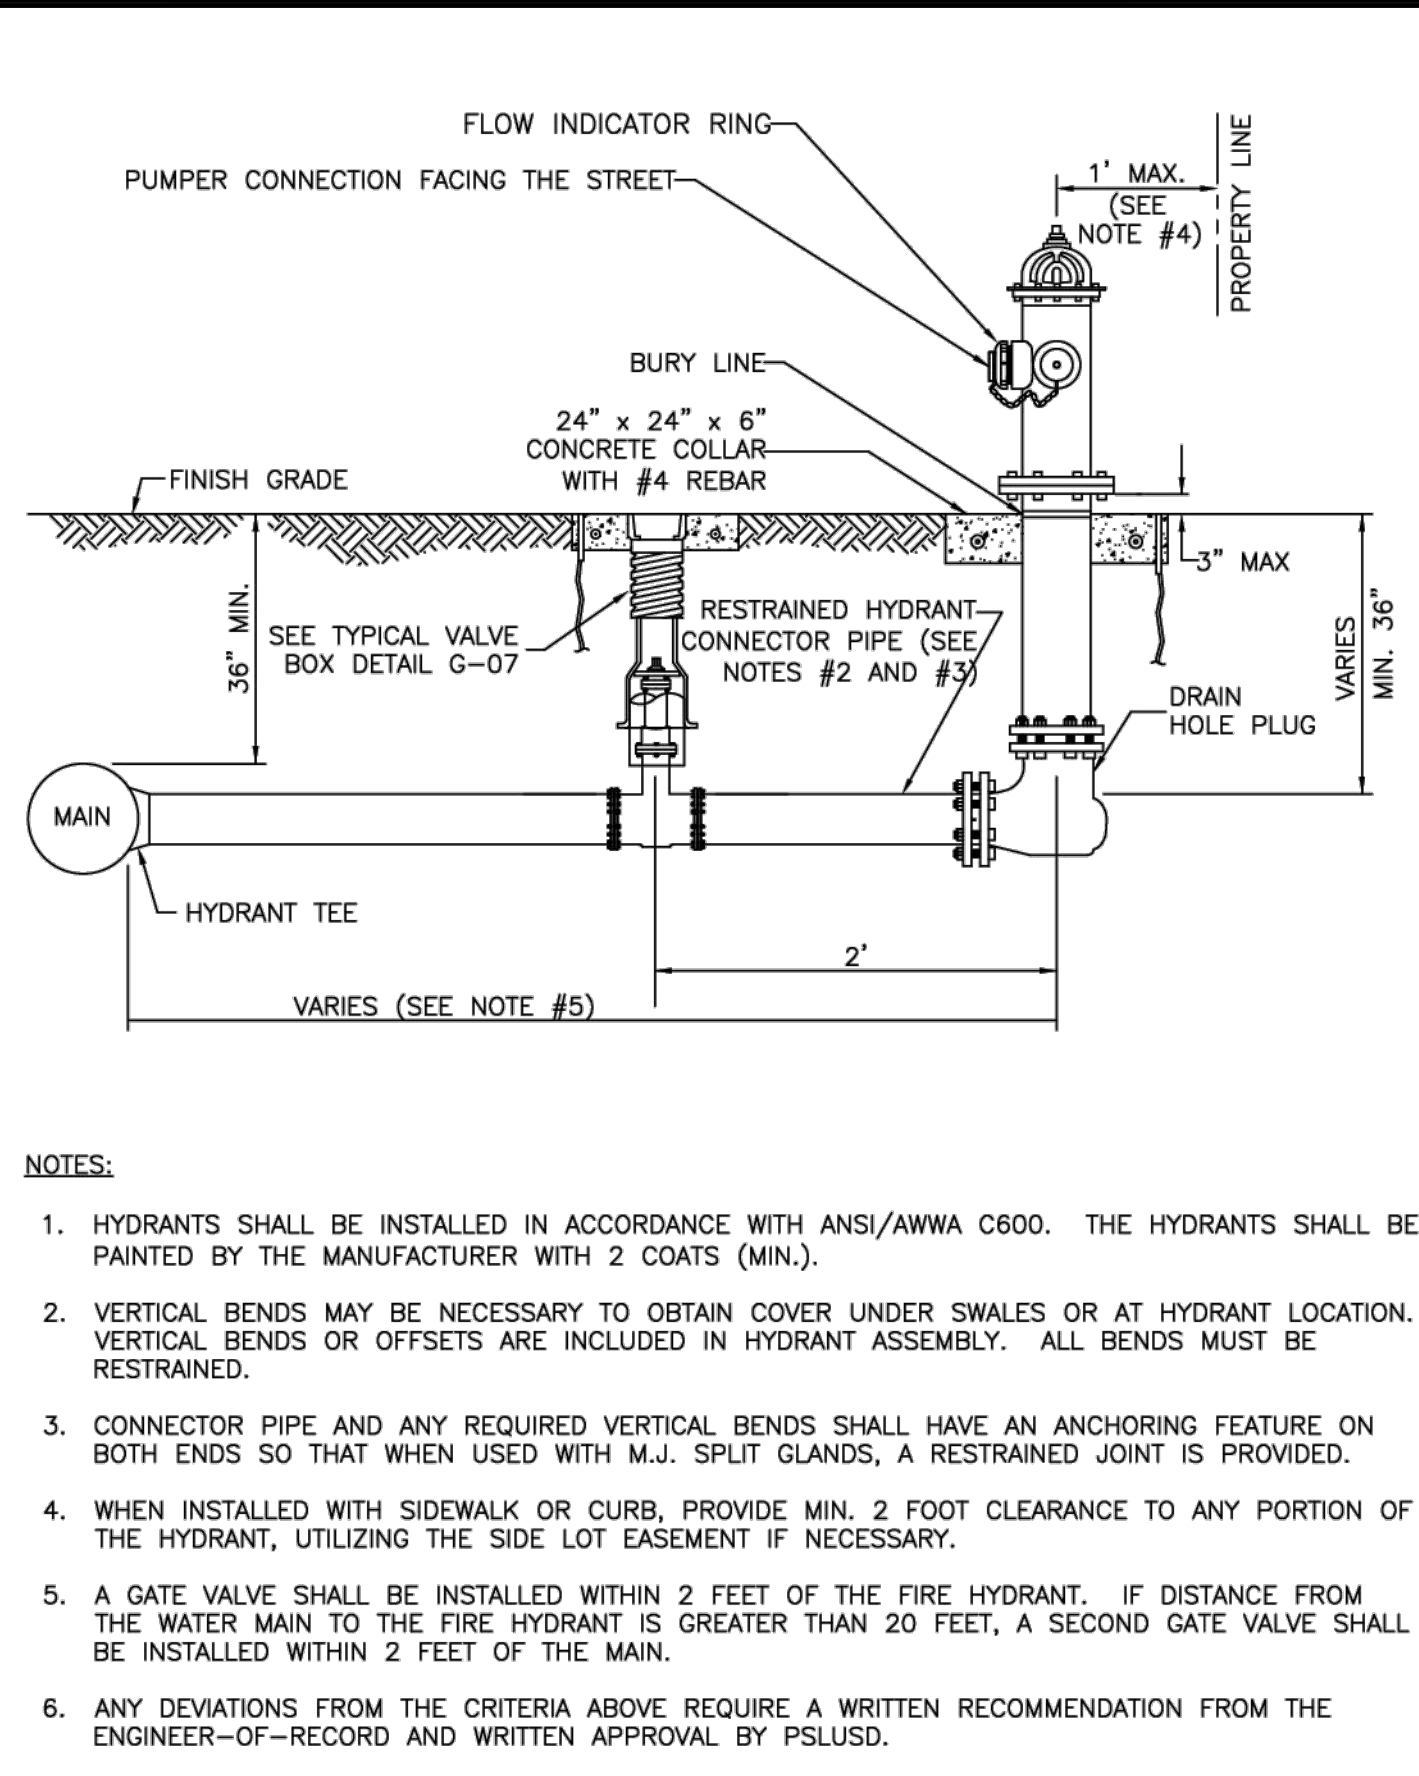 FLOW INDICATOR RING
PUMPER CONNECTION FACING THE STREET
1' MAX.
(SEE
NOTE #4)
PROPERTY LINE
BURY LINE
24" x 24" x 6"
CONCRETE COLLAR
WITH #4 REBAR
FINISH GRADE
3" MAX
36" MIN.
SEE TYPICAL VALVE
BOX DETAIL G-07
RESTRAINED HYDRANT
CONNECTOR PIPE (SEE
NOTES #2 AND #3)
VARIES
MIN. 36"
DRAIN
HOLE PLUG
MAIN
HYDRANT TEE
2'
VARIES (SEE NOTE #5)
NOTES:
1. HYDRANTS SHALL BE INSTALLED IN ACCORDANCE WITH ANSI/AWWA C600. THE HYDRANTS SHALL BE
PAINTED BY THE MANUFACTURER WITH 2 COATS (MIN.).
2. VERTICAL BENDS MAY BE NECESSARY TO OBTAIN COVER UNDER SWALES OR AT HYDRANT LOCATION.
VERTICAL BENDS OR OFFSETS ARE INCLUDED IN HYDRANT ASSEMBLY. ALL BENDS MUST BE
RESTRAINED.
3. CONNECTOR PIPE AND ANY REQUIRED VERTICAL BENDS SHALL HAVE AN ANCHORING FEATURE ON
BOTH ENDS SO THAT WHEN USED WITH M.J. SPLIT GLANDS, A RESTRAINED JOINT IS PROVIDED.
4. WHEN INSTALLED WITH SIDEWALK OR CURB, PROVIDE MIN. 2 FOOT CLEARANCE TO ANY PORTION OF
THE HYDRANT, UTILIZING THE SIDE LOT EASEMENT IF NECESSARY.
5. A GATE VALVE SHALL BE INSTALLED WITHIN 2 FEET OF THE FIRE HYDRANT. IF DISTANCE FROM
THE WATER MAIN TO THE FIRE HYDRANT IS GREATER THAN 20 FEET, A SECOND GATE VALVE SHALL
BE INSTALLED WITHIN 2 FEET OF THE MAIN.
6. ANY DEVIATIONS FROM THE CRITERIA ABOVE REQUIRE A WRITTEN RECOMMENDATION FROM THE
ENGINEER-OF-RECORD AND WRITTEN APPROVAL BY PSLUSD.